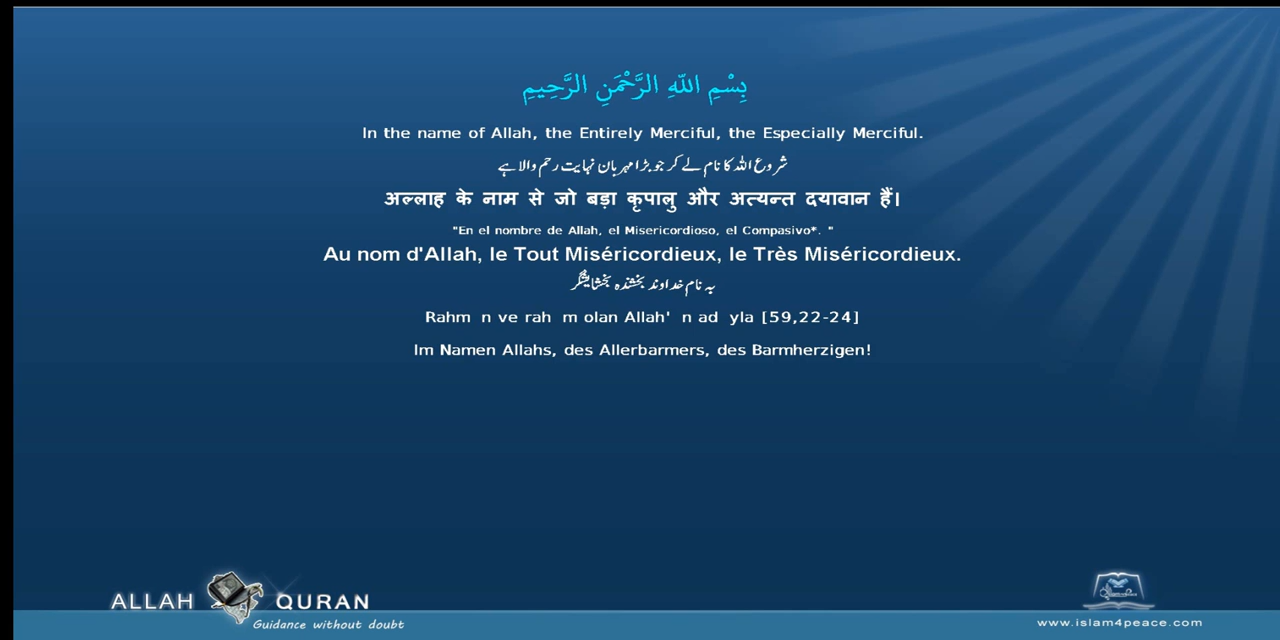 بِسْمِ اللّهِ الرَّحْمَنِ الرَّحِيمِ
In the name of Allah, the Entirely Merciful, the Especially Merciful.
شروع الله کا نام لے کر جو بڑا مہربان نہایت رحم والا ہے
अल्लाह के नाम से जो बड़ा कृपालु और अत्यन्त दयावान हैं।
"En el nombre de Allah, el Misericordioso, el Compasivo*. "
Au nom d'Allah, le Tout Miséricordieux, le Très Miséricordieux.
به نام خداوند بخشنده بخشایشگر
Rahm n ve rah m olan Allah' n ad yla [59,22-24]
Im Namen Allahs, des Allerbarmers, des Barmherzigen!
ALLAH QURAN
Guidance without doubt
www.islam4peace.com